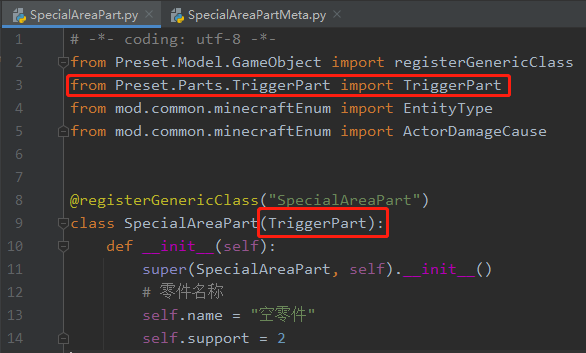 SpecialAreaPart.py × SpecialAreaPartMeta.py ×
1 # -*- coding: utf-8 -*-
2 from Preset.Model.GameObject import registerGenericClass
3 from Preset.Parts.TriggerPart import TriggerPart
4 from mod.common.minecraftEnum import EntityType
5 from mod.common.minecraftEnum import ActorDamageCause
6
7
8 @registerGenericClass("SpecialAreaPart")
9 class SpecialAreaPart(TriggerPart):
10 def __init__(self):
11 super(SpecialAreaPart, self).__init__()
12 # 零件名称
13 self.name = "空零件"
14 self.support = 2